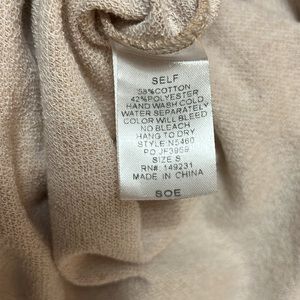 SELF
58%COTTON
42%POLYESTER
HAND WASH COLD
WATER SEPARATELY
COLOR WILL BLEED
NO BLEACH
HANG TO DRY
STYLE:N5460
PO JF3959
SIZE S
RN#. 149231
MADE IN CHINA
SOE